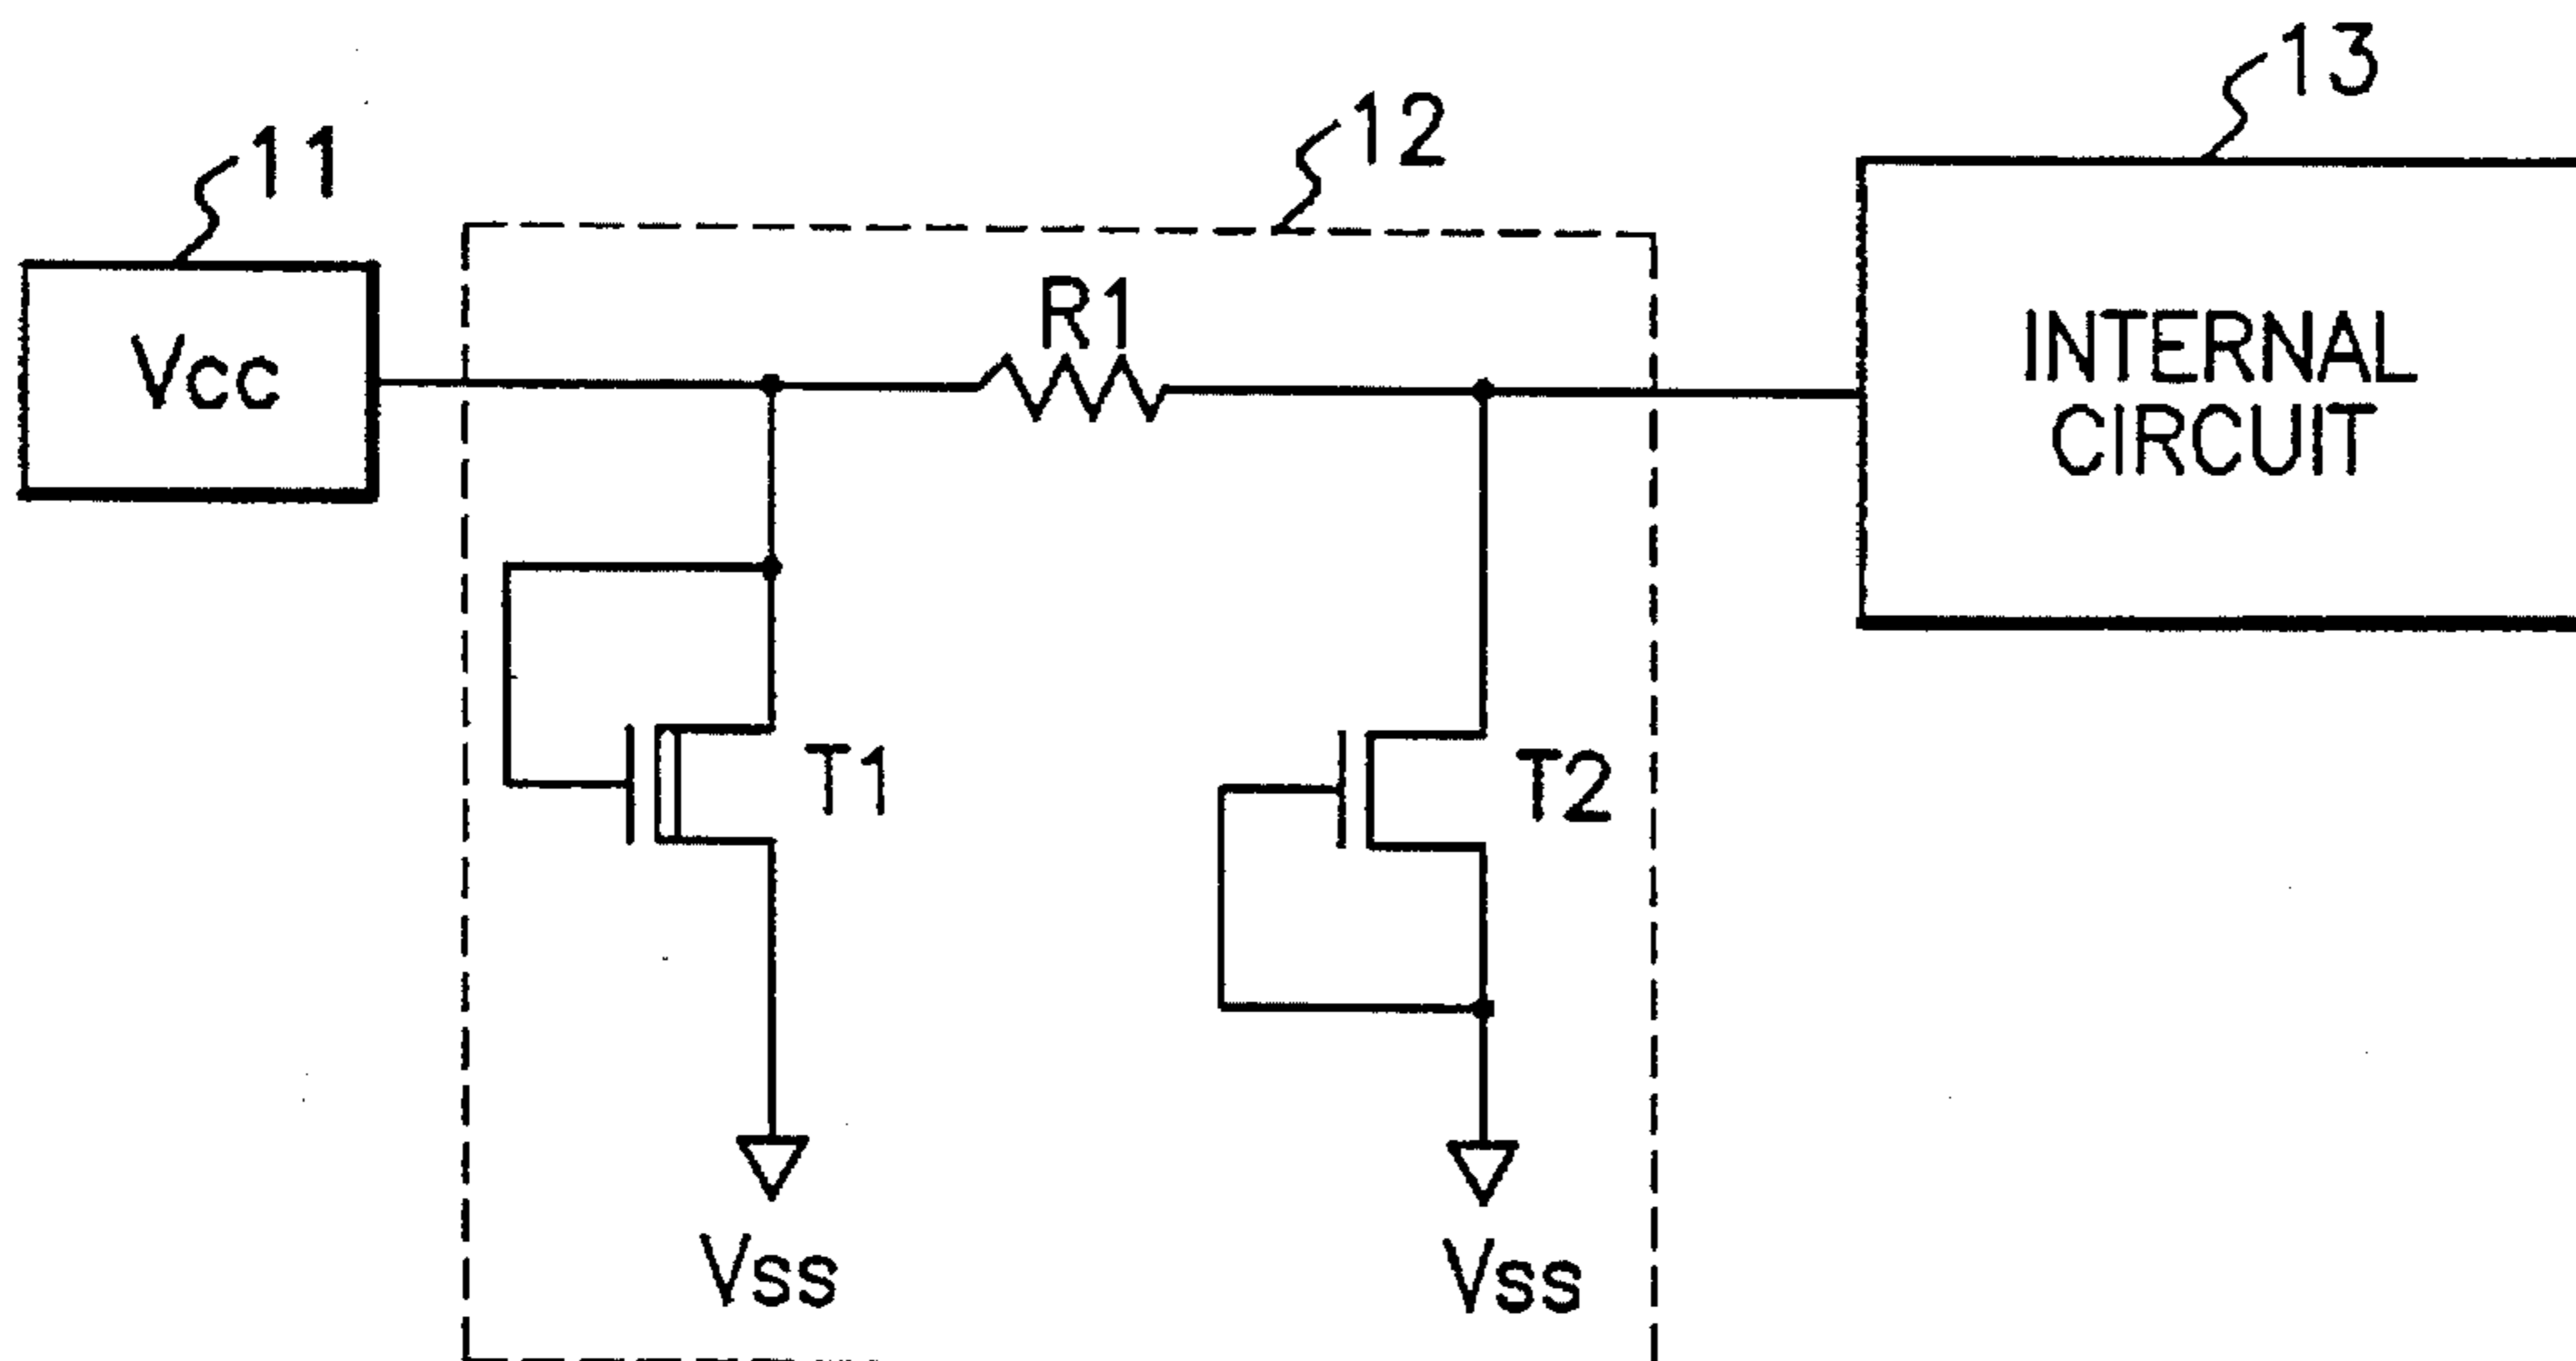 11
12
13
Vcc
R1
INTERNAL
CIRCUIT
T1
T2
Vss
Vss